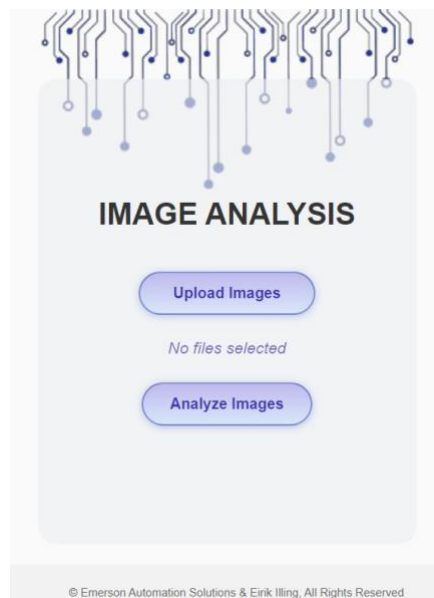 IMAGE ANALYSIS
Upload Images
No files selected
Analyze Images
© Emerson Automation Solutions & Eirik Illing, All Rights Reserved